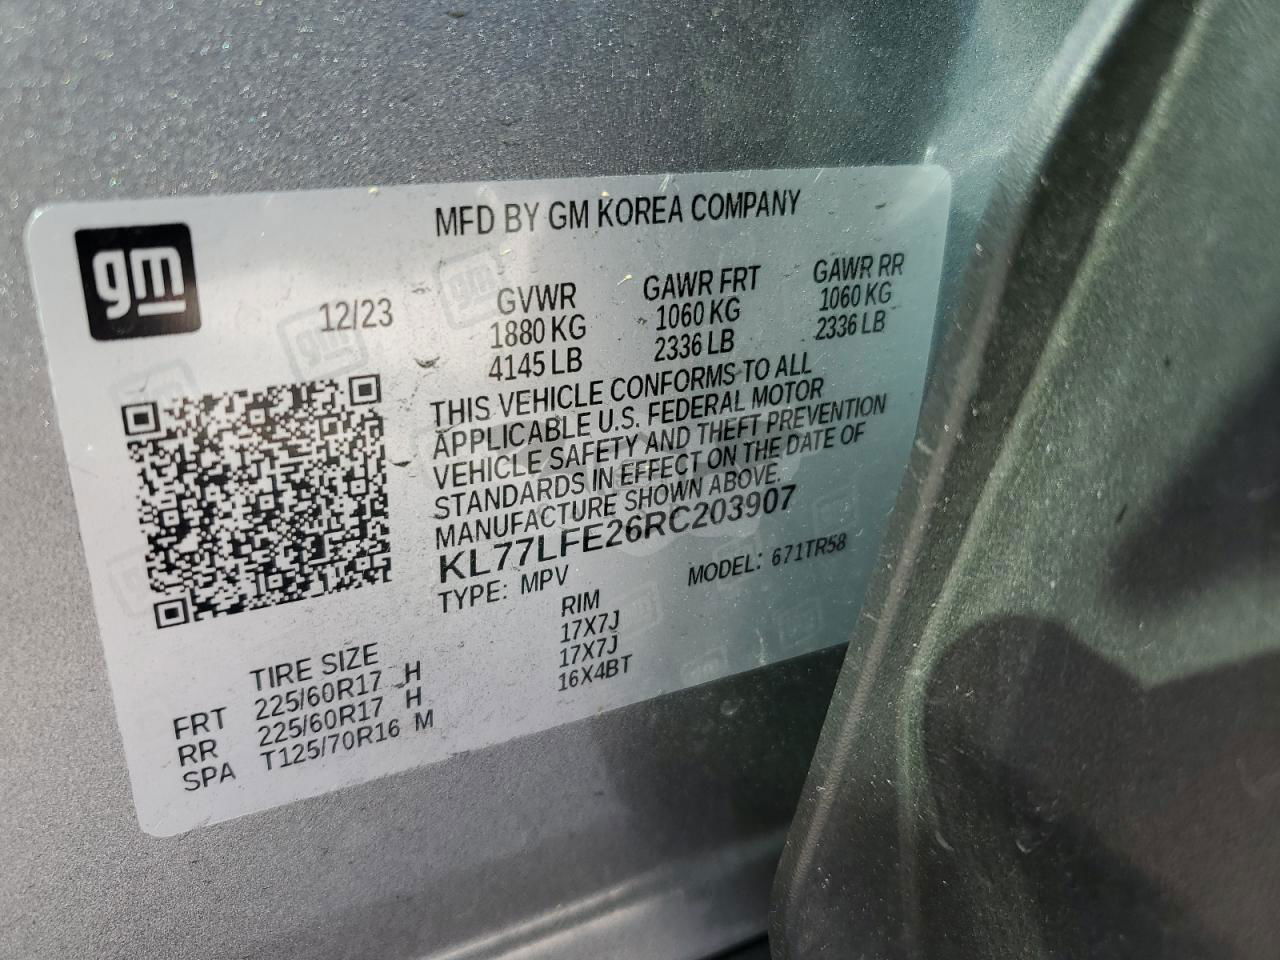 gm
MFD BY GM KOREA COMPANY
12/23
GVWR GAWR FRT GAWR RR
1880 KG 1060 KG 1060 KG
4145 LB 2336 LB 2336 LB
THIS VEHICLE CONFORMS TO ALL
APPLICABLE U.S. FEDERAL MOTOR
VEHICLE SAFETY AND THEFT PREVENTION
STANDARDS IN EFFECT ON THE DATE OF
MANUFACTURE SHOWN ABOVE.
KL77LFE26RC203907
TYPE: MPV MODEL: 671TR58
TIRE SIZE RIM
FRT 225/60R17 H 17X7J
RR 225/60R17 H 17X7J
SPA T125/70R16 M 16X4BT